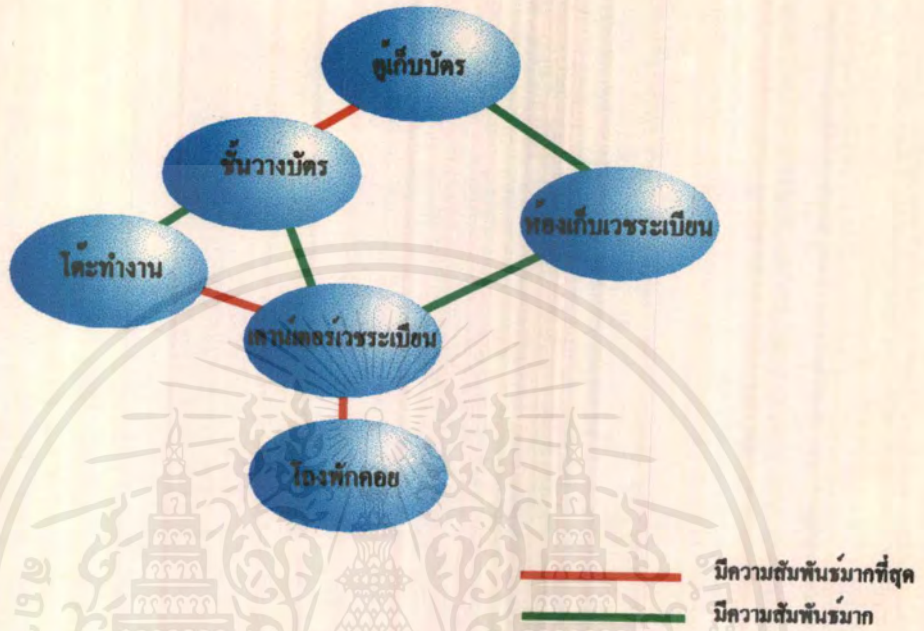 ตู้เก็บบัตร
ชั้นวางบัตร
ห้องเก็บเวชระเบียน
โต๊ะทำงาน
เคาน์เตอร์เวชระเบียน
โถงพักคอย
มีความสัมพันธ์มากที่สุด
มีความสัมพันธ์มาก